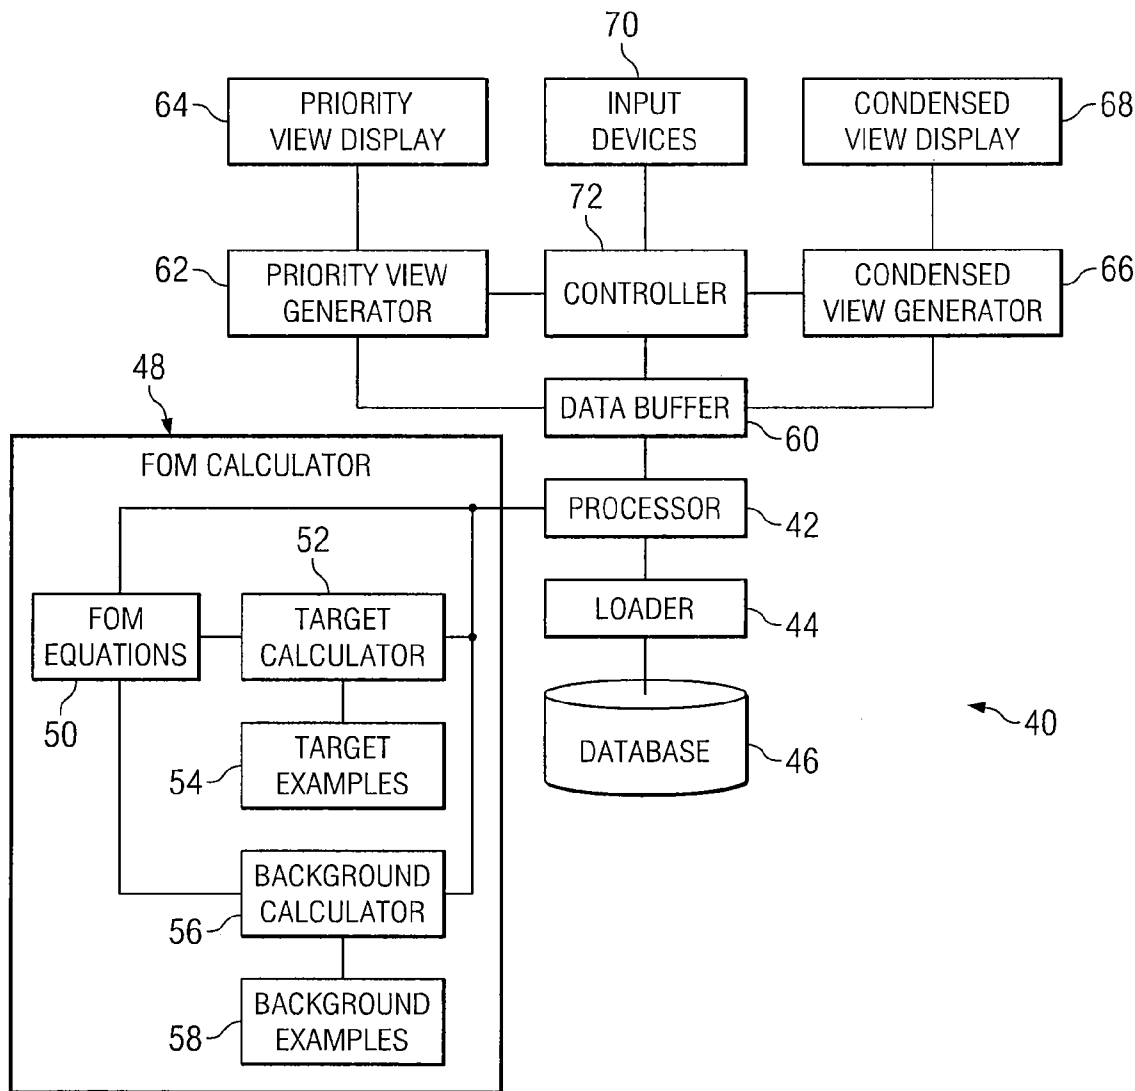 70
64
PRIORITY
VIEW DISPLAY
INPUT
DEVICES
CONDENSED
VIEW DISPLAY
68
72
62
PRIORITY VIEW
GENERATOR
CONTROLLER
CONDENSED
VIEW GENERATOR
66
48
DATA BUFFER
60
FOM CALCULATOR
PROCESSOR
42
52
FOM
EQUATIONS
50
TARGET
CALCULATOR
LOADER
44
54
TARGET
EXAMPLES
DATABASE
46
40
BACKGROUND
CALCULATOR
56
BACKGROUND
EXAMPLES
58